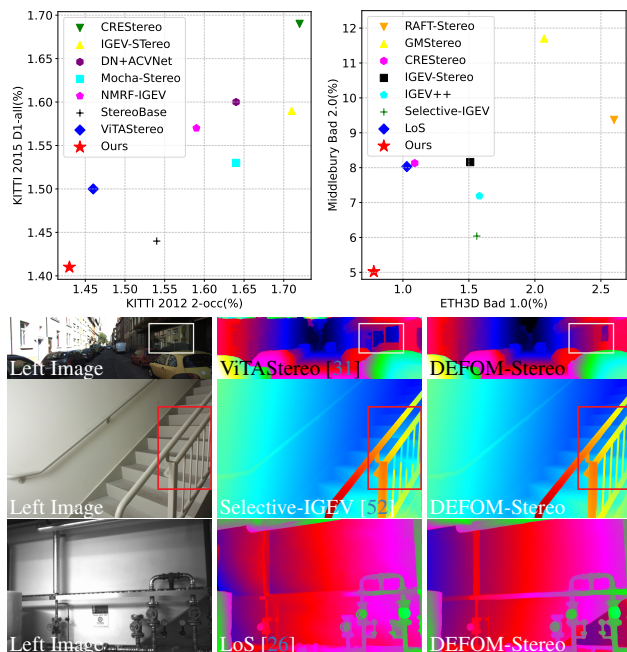 1.70
1.65
1.60
1.55
1.50
1.45
1.40
KITTI 2015 D1-all(%)
CREStereo
IGEV-STereo
DN+ACVNet
Mocha-Stereo
NMRF-IGEV
StereoBase
ViTAStereo
Ours
1.45 1.50 1.55 1.60 1.65 1.70
KITTI 2012 2-occ(%)
12
11
10
9
8
7
6
5
Middlebury Bad 2.0(%)
RAFT-Stereo
GMStereo
CREStereo
IGEV-Stereo
IGEV++
Selective-IGEV
LoS
Ours
1.0 1.5 2.0 2.5
ETH3D Bad 1.0(%)
Left Image ViTAStereo [31] DEFOM-Stereo
Left Image Selective-IGEV [52] DEFOM-Stereo
Left Image LoS [26] DEFOM-Stereo